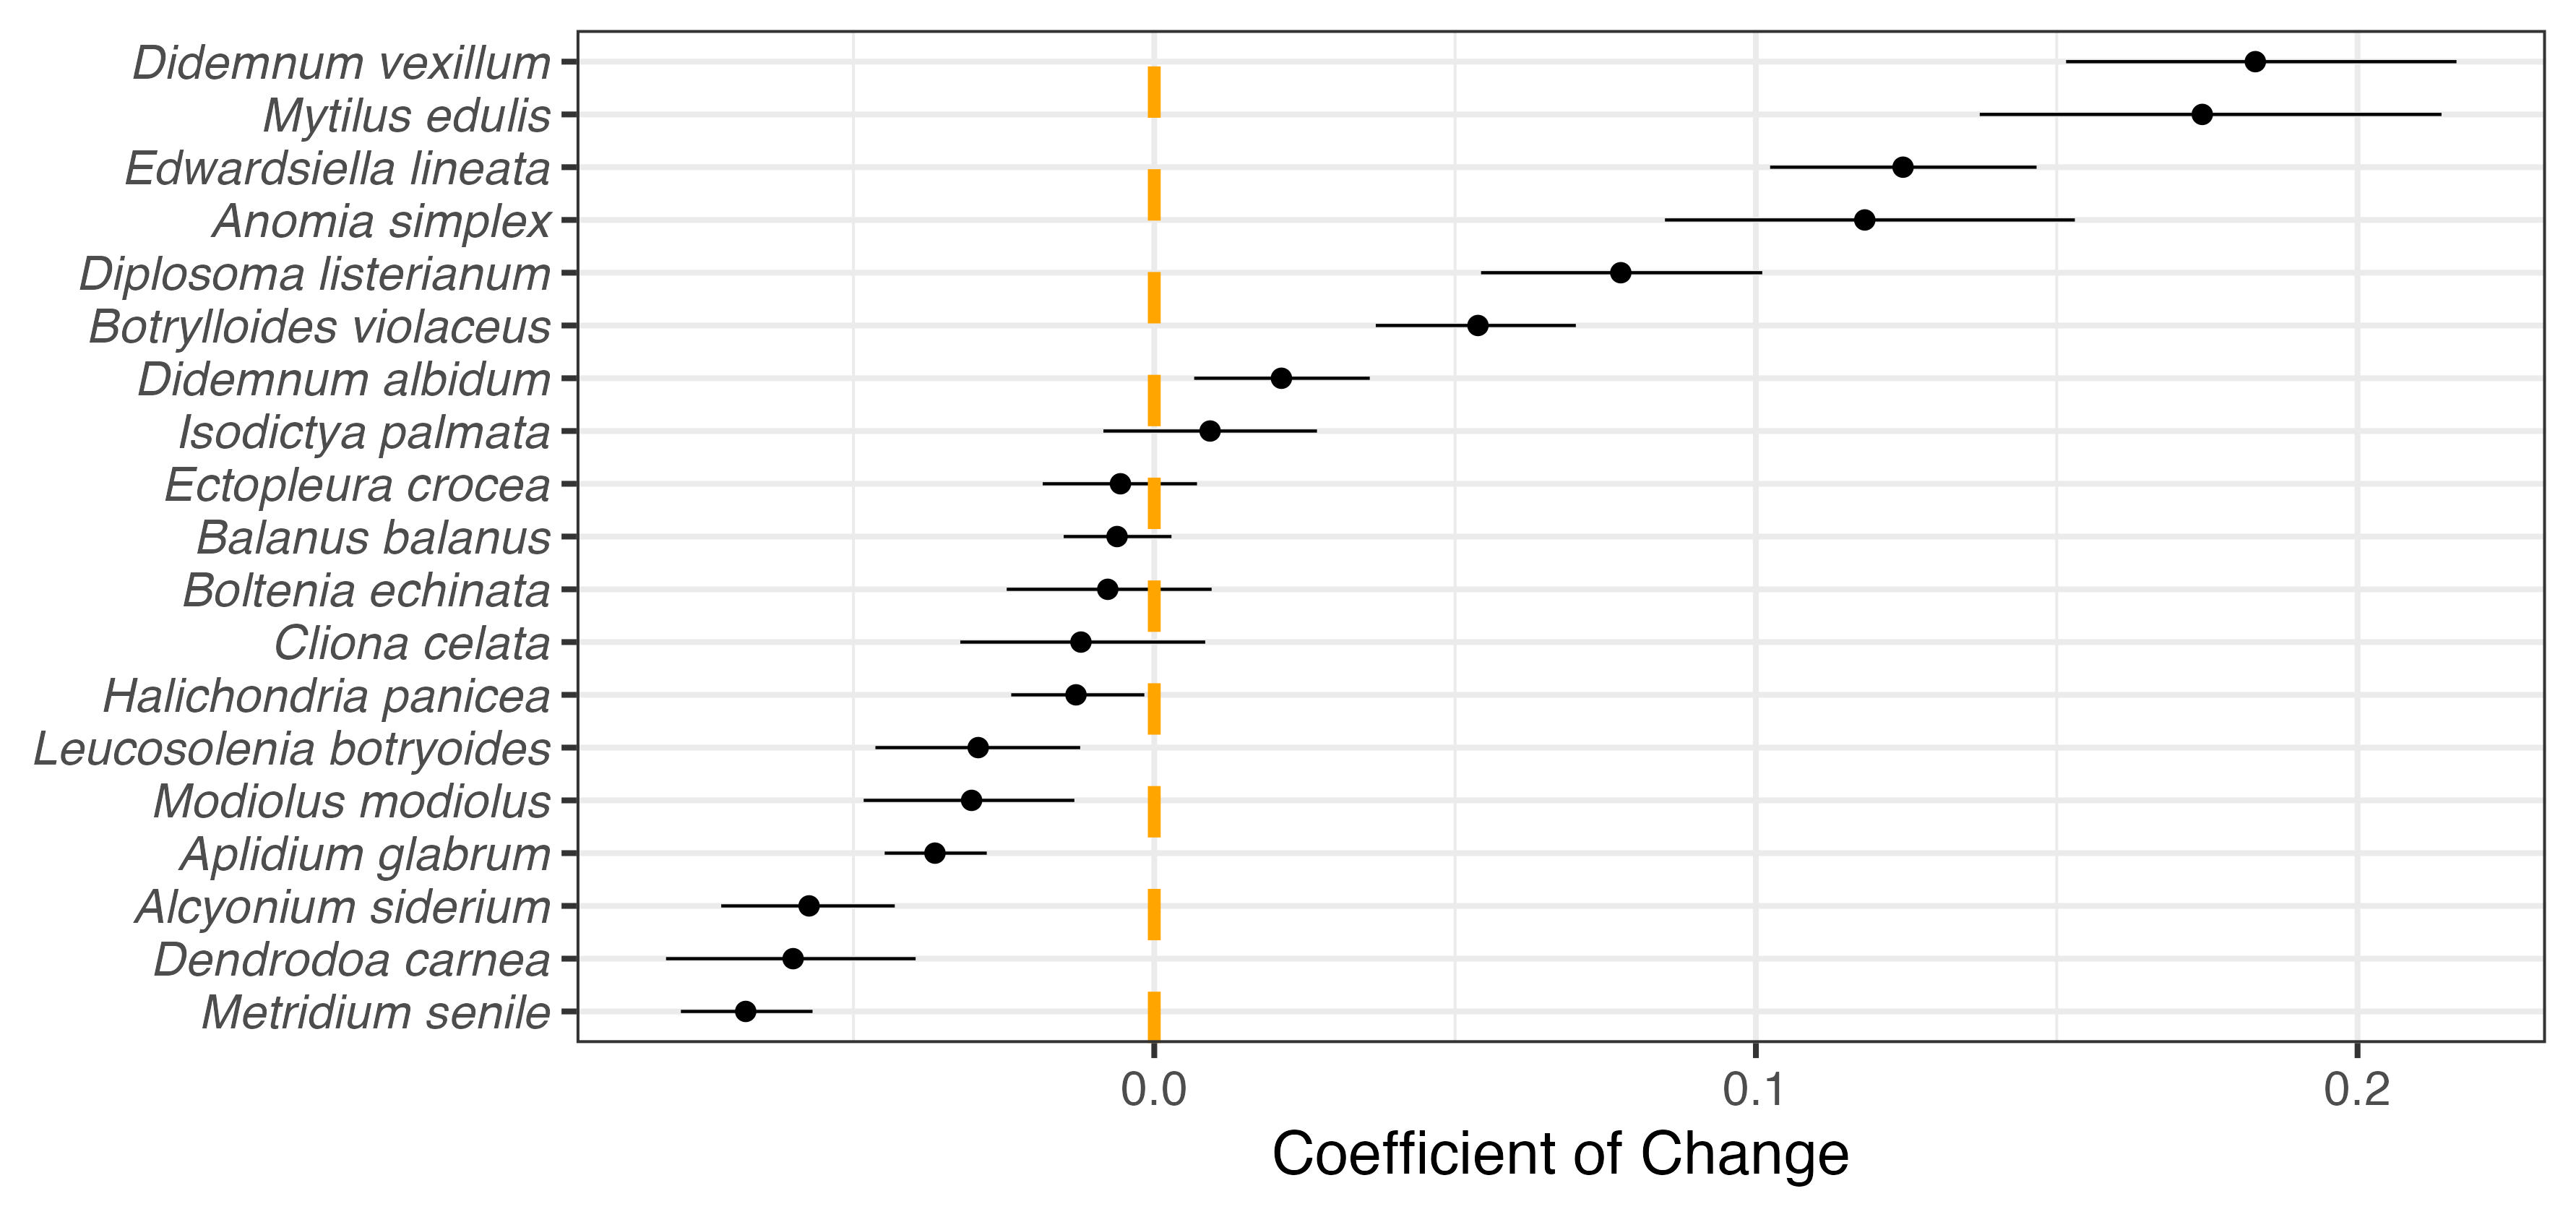 Didemnum vexillum
Mytilus edulis
Edwardsiella lineata
Anomia simplex
Diplosoma listerianum
Botrylloides violaceus
Didemnum albidum
Isodictya palmata
Ectopleura crocea
Balanus balanus
Boltenia echinata
Cliona celata
Halichondria panicea
Leucosolenia botryoides
Modiolus modiolus
Aplidium glabrum
Alcyonium siderium
Dendrodoa carnea
Metridium senile
0.0 0.1 0.2
Coefficient of Change